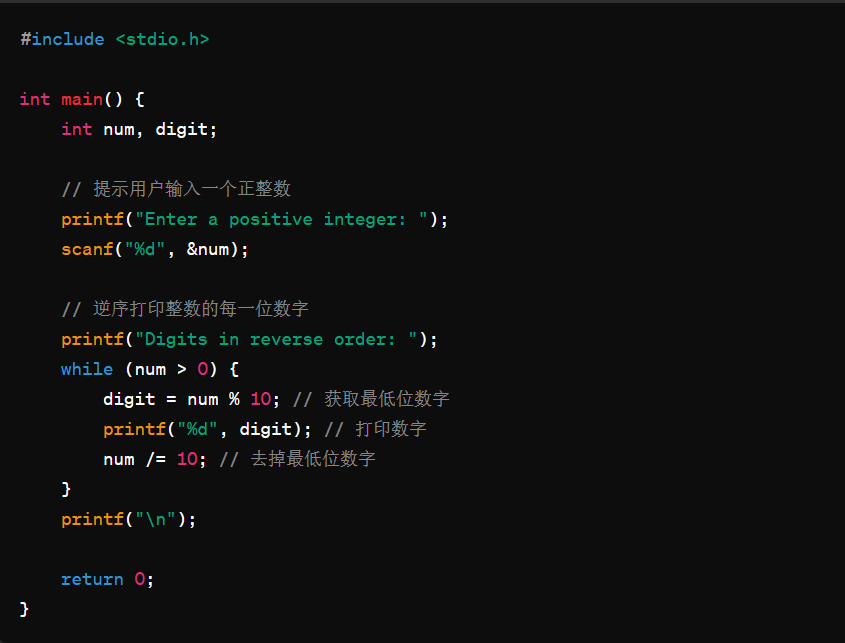 #include <stdio.h>
int main() {
int num, digit;
// 提示用户输入一个正整数
printf("Enter a positive integer: ");
scanf("%d", &num);
// 逆序打印整数的每一位数字
printf("Digits in reverse order: ");
while (num > 0) {
digit = num % 10; // 获取最低位数字
printf("%d", digit); // 打印数字
num /= 10; // 去掉最低位数字
}
printf("\n");
return 0;
}